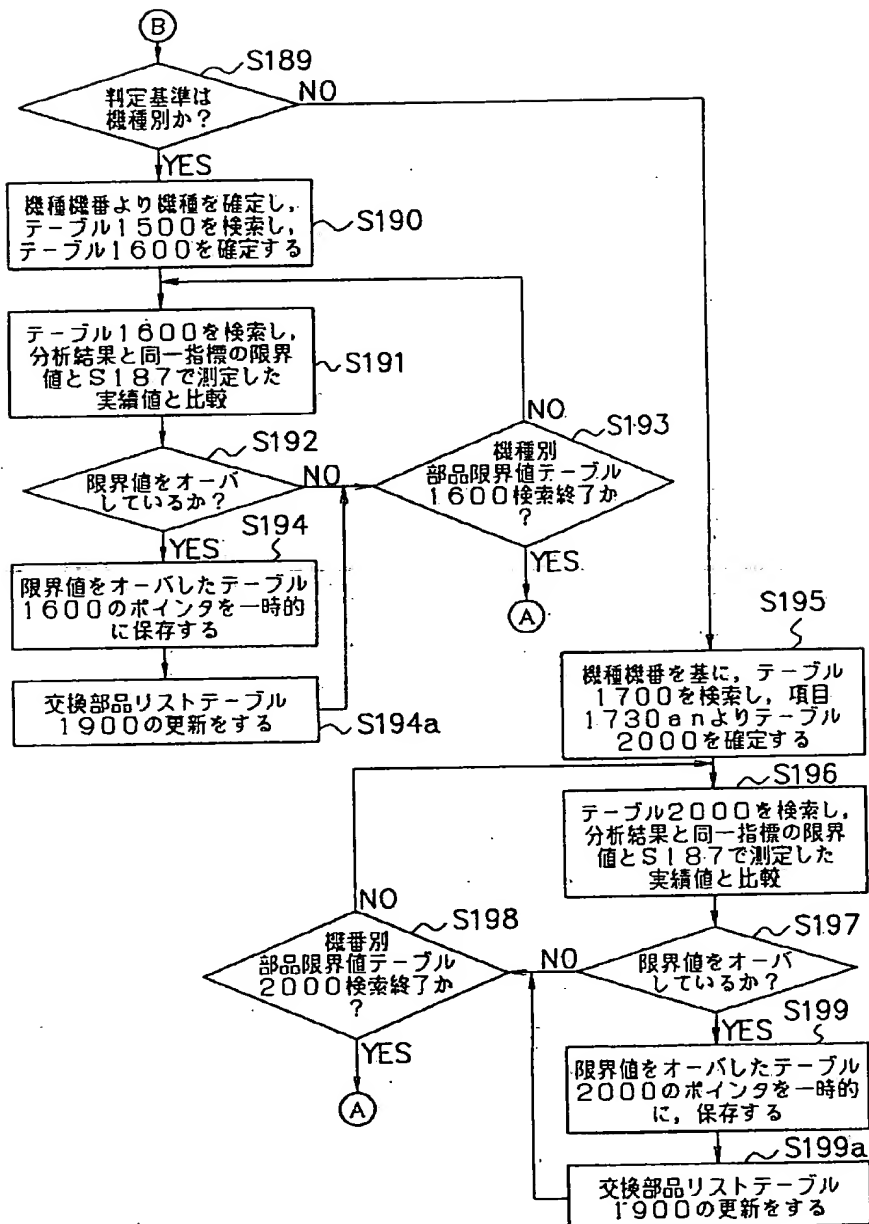 B
S189
判定基準は
機種別か?
NO
YES
機種機番より機種を確定し,
テーブル1500を検索し,
テーブル1600を確定する
S190
テーブル1600を検索し,
分析結果と同一指標の限界
値とS187で測定した
実績値と比較
S191
S192
限界値をオーバ
しているか?
NO
YES
S193
機種別
部品限界値テーブル
1600検索終了か
?
NO
YES
A
S194
限界値をオーバしたテーブル
1600のポインタを一時的
に保存する
交換部品リストテーブル
1900の更新をする
S194a
S195
機種機番を基に,テーブル
1700を検索し,項目
1730anよりテーブル
2000を確定する
S196
テーブル2000を検索し,
分析結果と同一指標の限界
値とS187で測定した
実績値と比較
S197
限界値をオーバ
しているか?
NO
YES
S198
機番別
部品限界値テーブル
2000検索終了か
?
NO
YES
A
S199
限界値をオーバしたテーブル
2000のポインタを一時的
に,保存する
S199a
交換部品リストテーブル
1900の更新をする